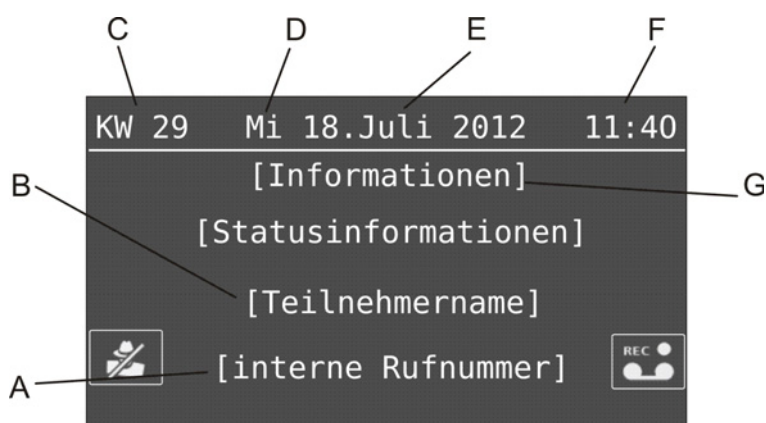 C D E F
KW 29 Mi 18.Juli 2012 11:40
[Informationen]
G
B
[Statusinformationen]
[Teilnehmername]
REC
[interne Rufnummer]
A